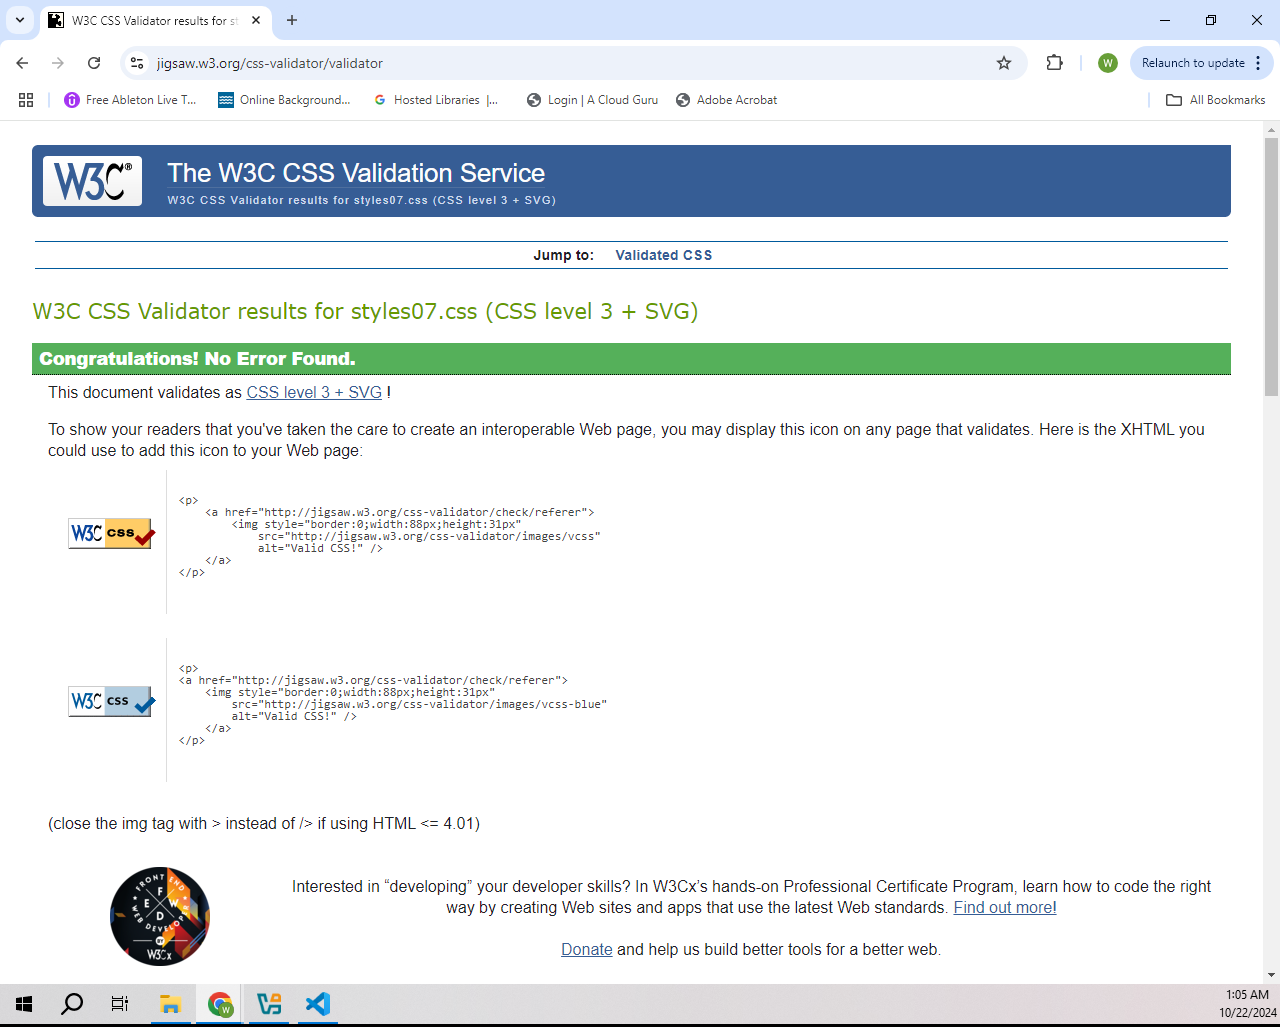 W3C CSS Validator results for st
jigsaw.w3.org/css-validator/validator
W
Relaunch to update
Free Ableton Live T...
Online Background...
Hosted Libraries |...
Login | A Cloud Guru
Adobe Acrobat
All Bookmarks
W3C®
The W3C CSS Validation Service
W3C CSS Validator results for styles07.css (CSS level 3 + SVG)
Jump to: Validated CSS
W3C CSS Validator results for styles07.css (CSS level 3 + SVG)
Congratulations! No Error Found.
This document validates as CSS level 3 + SVG !
To show your readers that you've taken the care to create an interoperable Web page, you may display this icon on any page that validates. Here is the XHTML you
could use to add this icon to your Web page:
W3C css
<p>
<a href="http://jigsaw.w3.org/css-validator/check/referer">
<img style="border:0;width:88px;height:31px"
src="http://jigsaw.w3.org/css-validator/images/vcss"
alt="Valid CSS!" />
</a>
</p>
W3C css
<p>
<a href="http://jigsaw.w3.org/css-validator/check/referer">
<img style="border:0;width:88px;height:31px"
src="http://jigsaw.w3.org/css-validator/images/vcss-blue"
alt="Valid CSS!" />
</a>
</p>
(close the img tag with > instead of /> if using HTML <= 4.01)
FRONT END
F
E W
D
WEB DEVELOPER
BY
W3Cx
Interested in “developing” your developer skills? In W3Cx’s hands-on Professional Certificate Program, learn how to code the right
way by creating Web sites and apps that use the latest Web standards. Find out more!
Donate and help us build better tools for a better web.
W
1:05 AM
10/22/2024